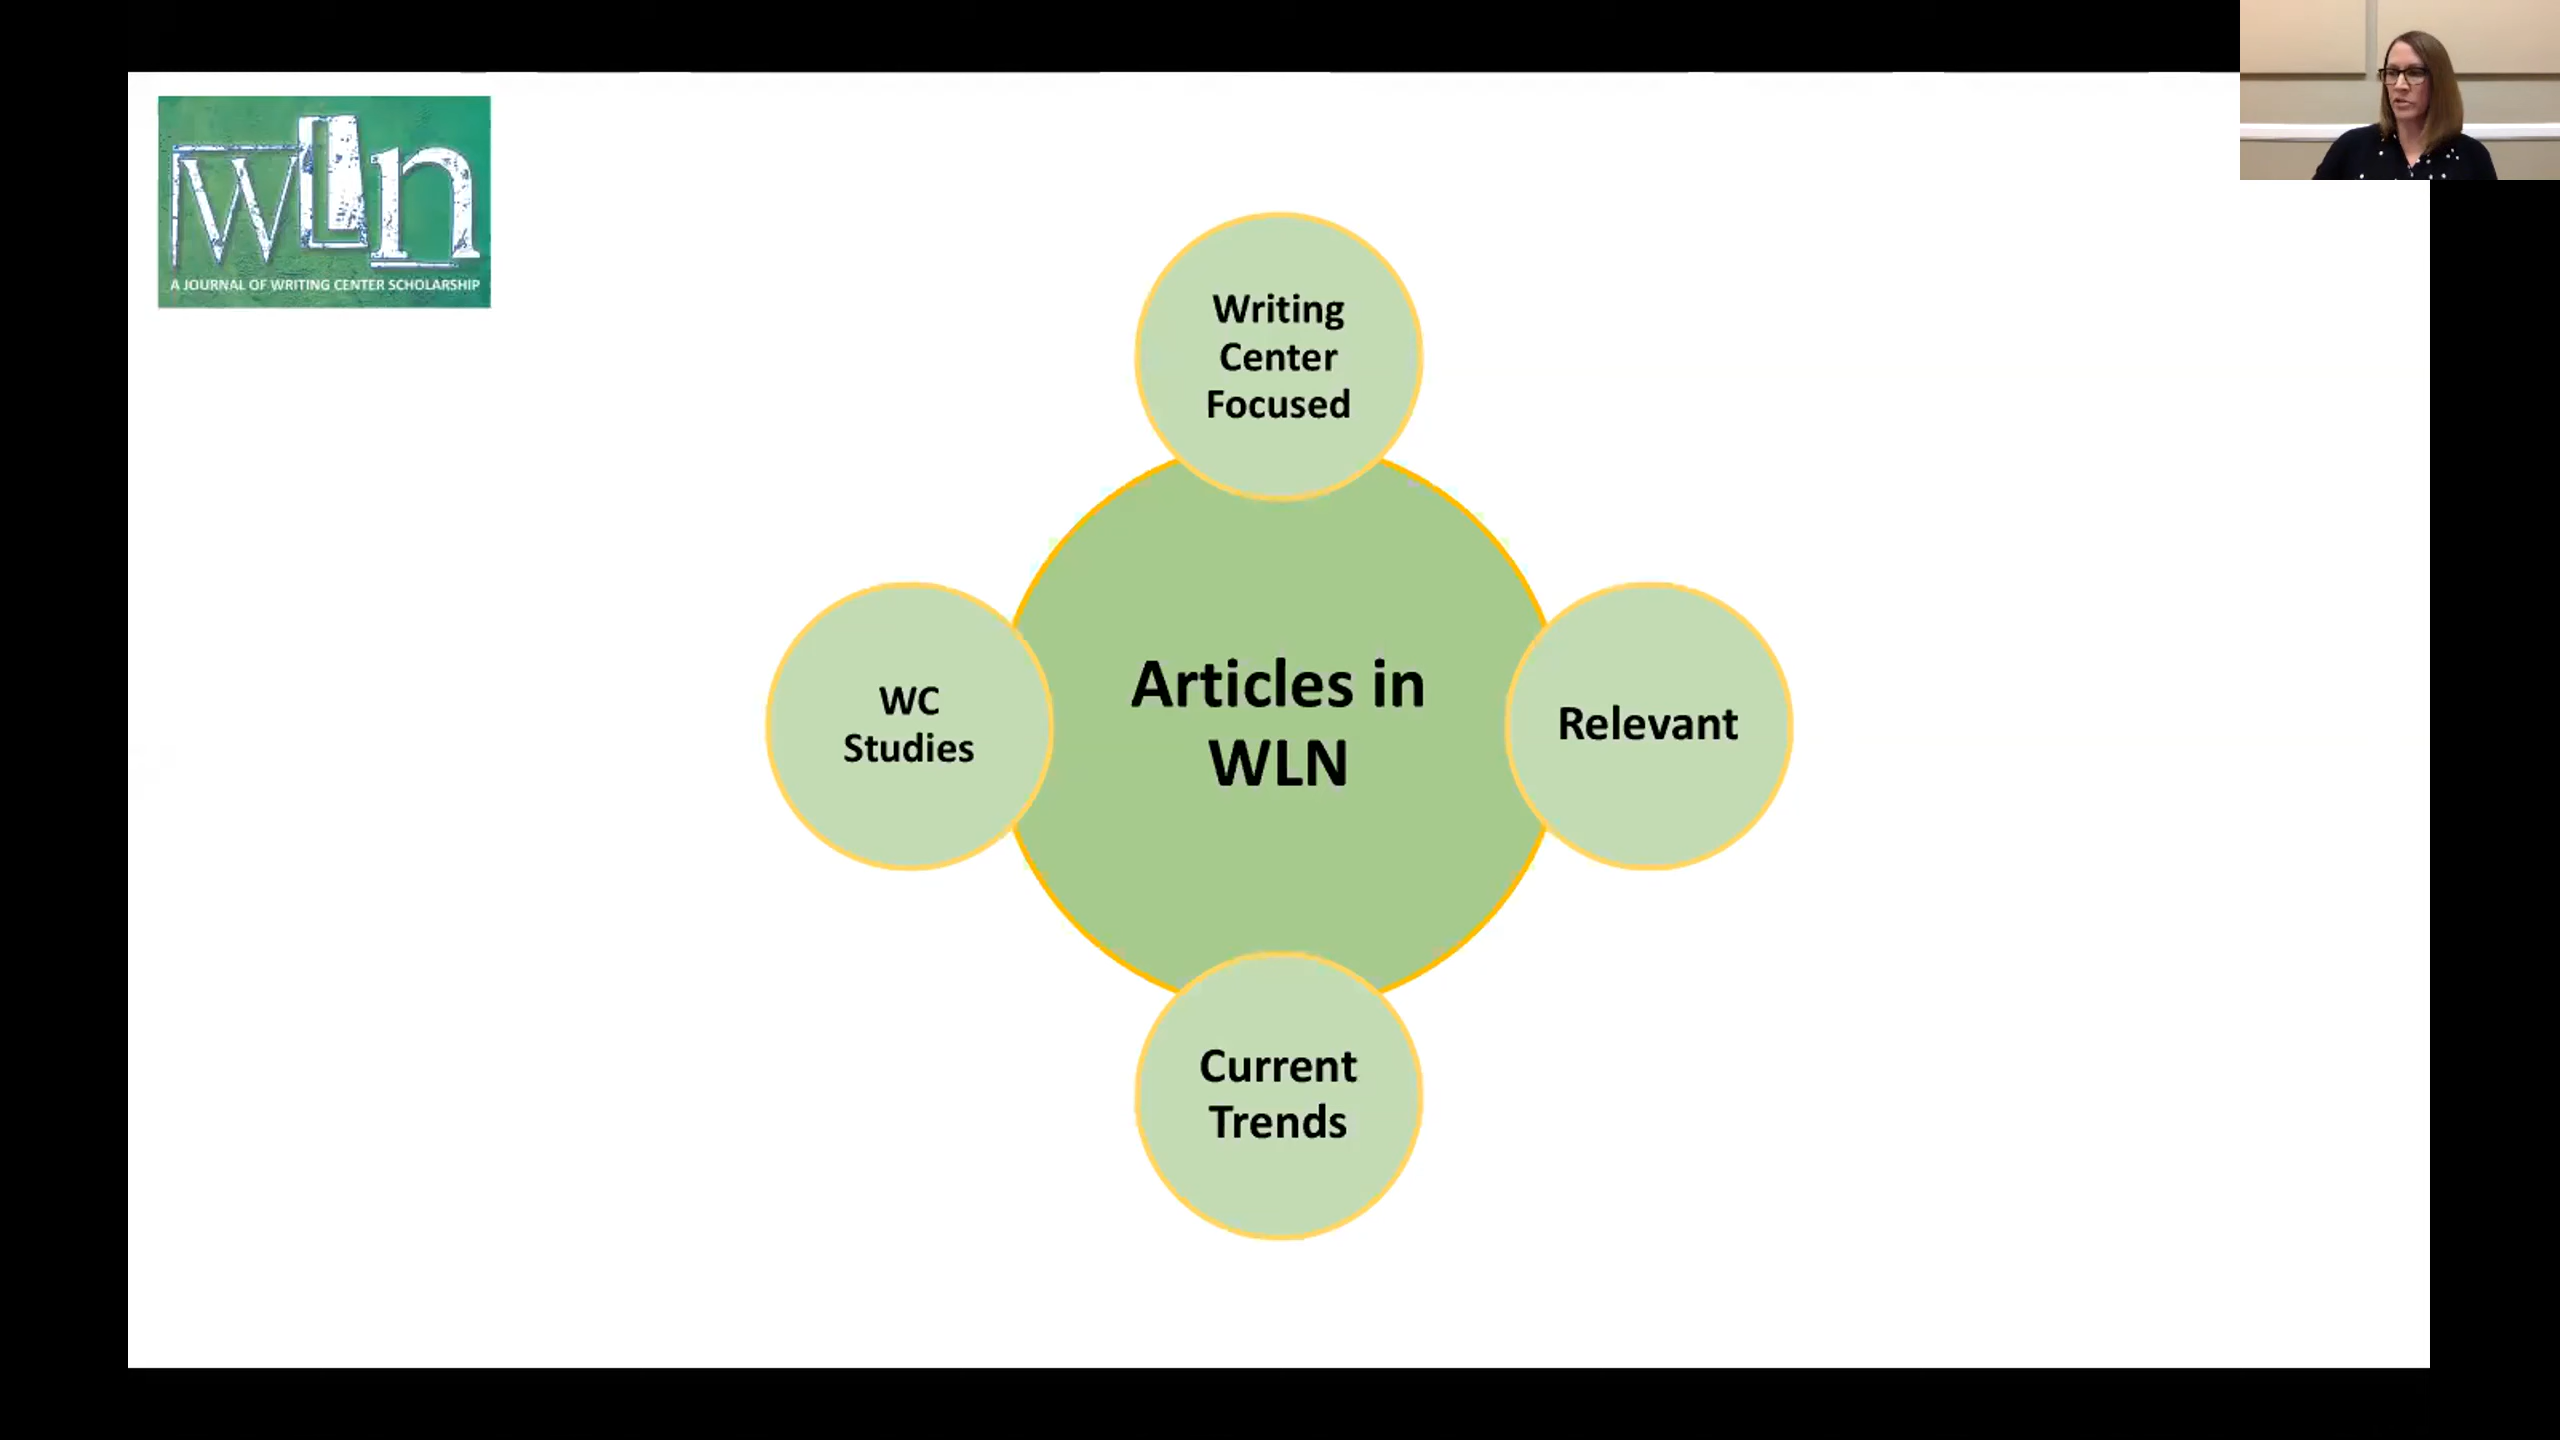 wLn
A JOURNAL OF WRITING CENTER SCHOLARSHIP
Writing
Center
Focused
WC
Studies
Articles in
WLN
Relevant
Current
Trends